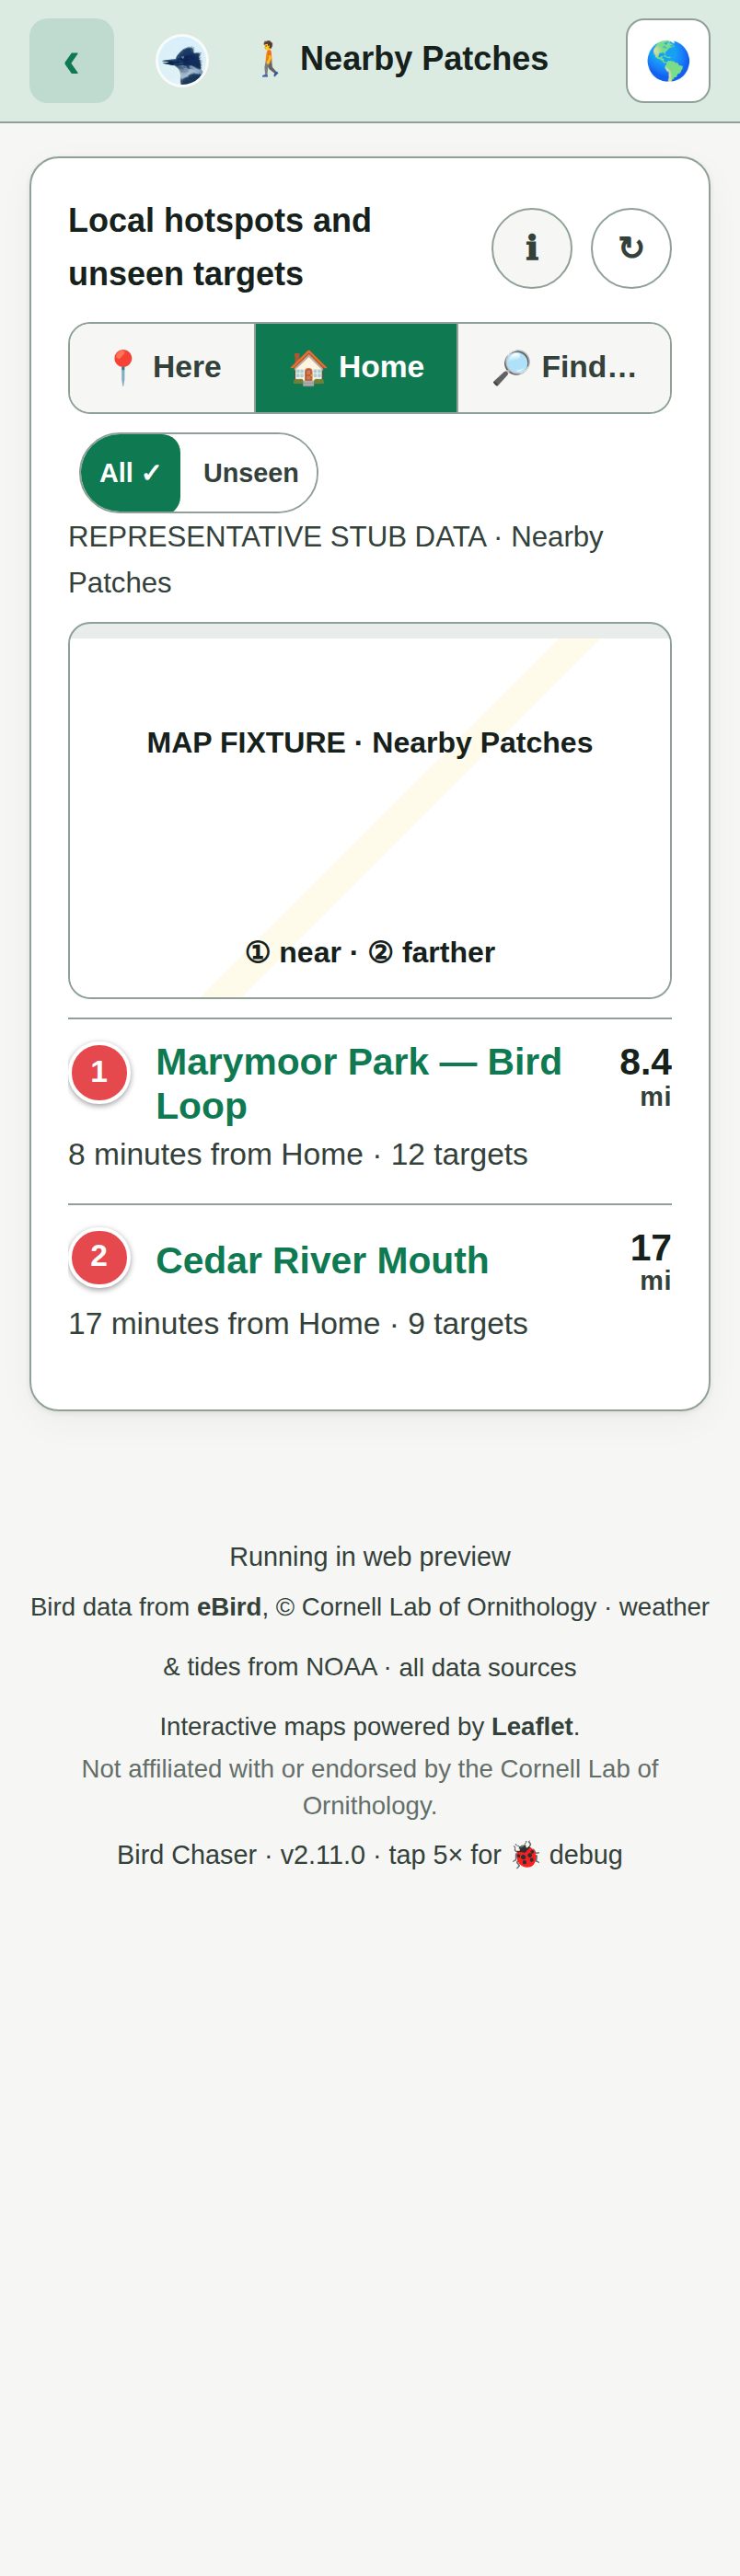 ‹ 🚶 Nearby Patches 🌎
Local hotspots and
unseen targets
ℹ ↻
📍 Here 🏠 Home 🔎 Find…
All ✓ Unseen
REPRESENTATIVE STUB DATA · Nearby
Patches
MAP FIXTURE · Nearby Patches
① near · ② farther
1 Marymoor Park — Bird
Loop
8.4
mi
8 minutes from Home · 12 targets
2 Cedar River Mouth
17
mi
17 minutes from Home · 9 targets
Running in web preview
Bird data from eBird, © Cornell Lab of Ornithology · weather
& tides from NOAA · all data sources
Interactive maps powered by Leaflet.
Not affiliated with or endorsed by the Cornell Lab of
Ornithology.
Bird Chaser · v2.11.0 · tap 5× for 🐞 debug